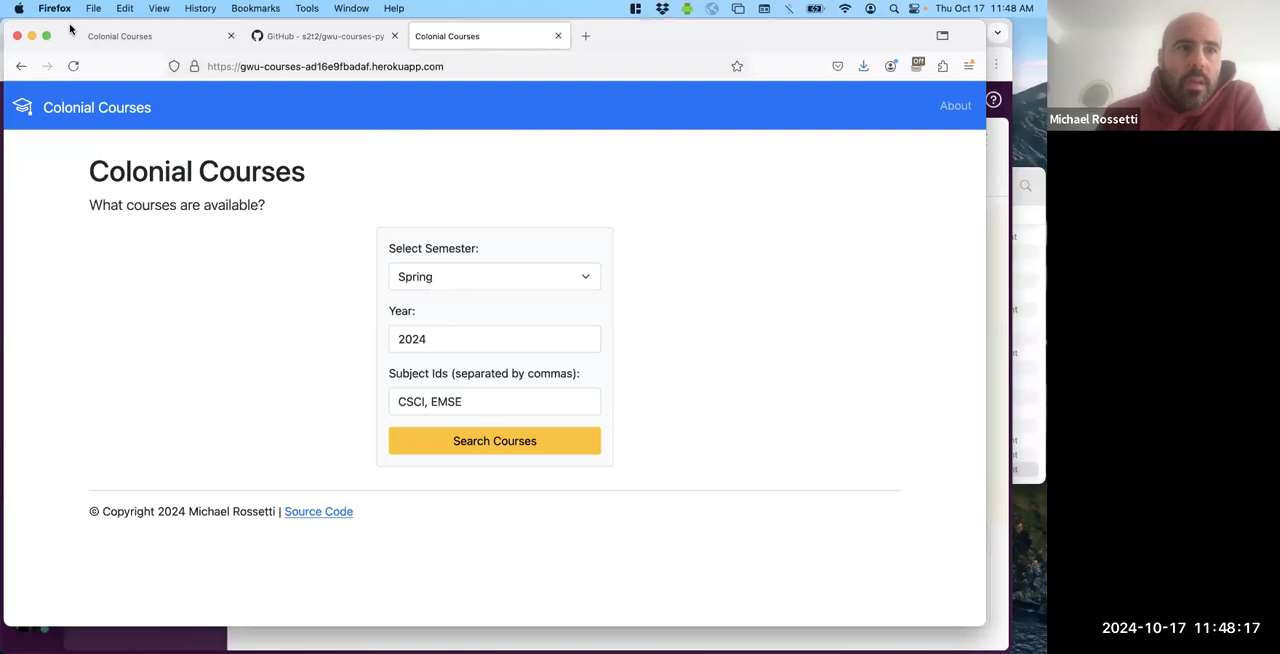 Firefox File Edit View History Bookmarks Tools Window Help Thu Oct 17 11:48 AM
Colonial Courses GitHub - s2t2/gwu-courses-py Colonial Courses
https://gwu-courses-ad16e9fbadaf.herokuapp.com Off
Colonial Courses About
Colonial Courses
What courses are available?
Select Semester:
Spring
Year:
2024
Subject Ids (separated by commas):
CSCI, EMSE
Search Courses
© Copyright 2024 Michael Rossetti | Source Code
Michael Rossetti
2024-10-17 11:48:17